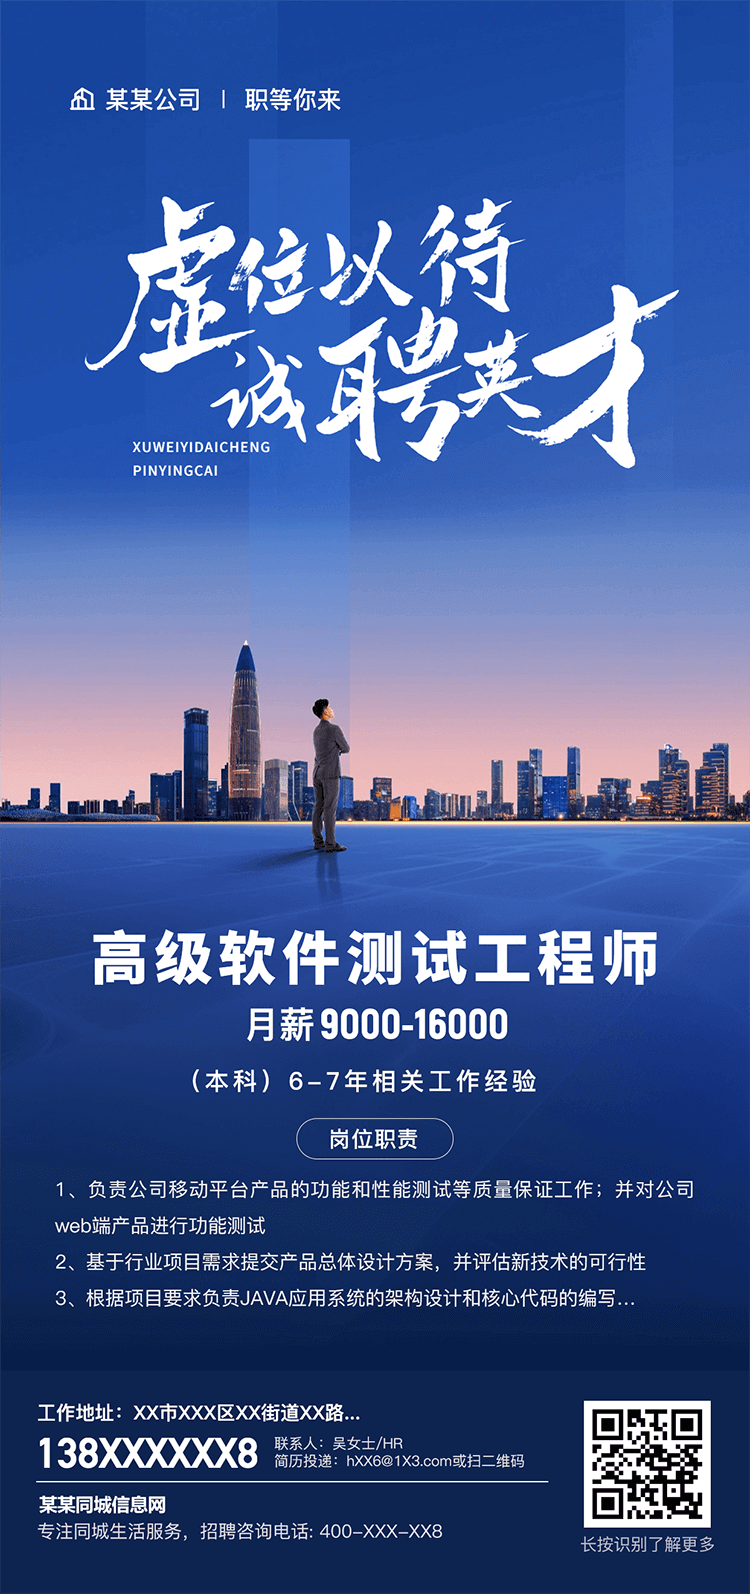 某某公司 | 职等你来
虚位以待
诚聘英才
XUWEIYIDAICHENG
PINYINGCAI
高级软件测试工程师
月薪9000-16000
（本科）6-7年相关工作经验
岗位职责
1、负责公司移动平台产品的功能和性能测试等质量保证工作；并对公司
web端产品进行功能测试
2、基于行业项目需求提交产品总体设计方案，并评估新技术的可行性
3、根据项目要求负责JAVA应用系统的架构设计和核心代码的编写...
工作地址：XX市XXX区XX街道XX路...
138XXXXXX8
联系人：吴女士/HR
简历投递：hXX6@1X3.com或扫二维码
某某同城信息网
专注同城生活服务，招聘咨询电话: 400-XXX-XX8
长按识别了解更多